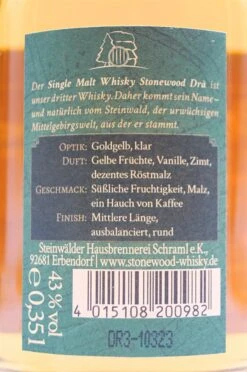 Der Single Malt Whisky Stonewood Drà ist
unser dritter Whisky. Daher kommt sein Name–
und natürlich vom Steinwald, der urwüchsigen
Mittelgebirgswelt, aus der er stammt.
OPTIK: Goldgelb, klar
DUFT: Gelbe Früchte, Vanille, Zimt,
dezentes Röstmalz
GESCHMACK: Süßliche Fruchtigkeit, Malz,
ein Hauch von Kaffee
FINISH: Mittlere Länge,
ausbalanciert, rund
Steinwälder Hausbrennerei Schraml e.K.,
92681 Erbendorf | www.stonewood-whisky.de
43 % vol
e 0,35 l
4 015108 200982
DR3-10323